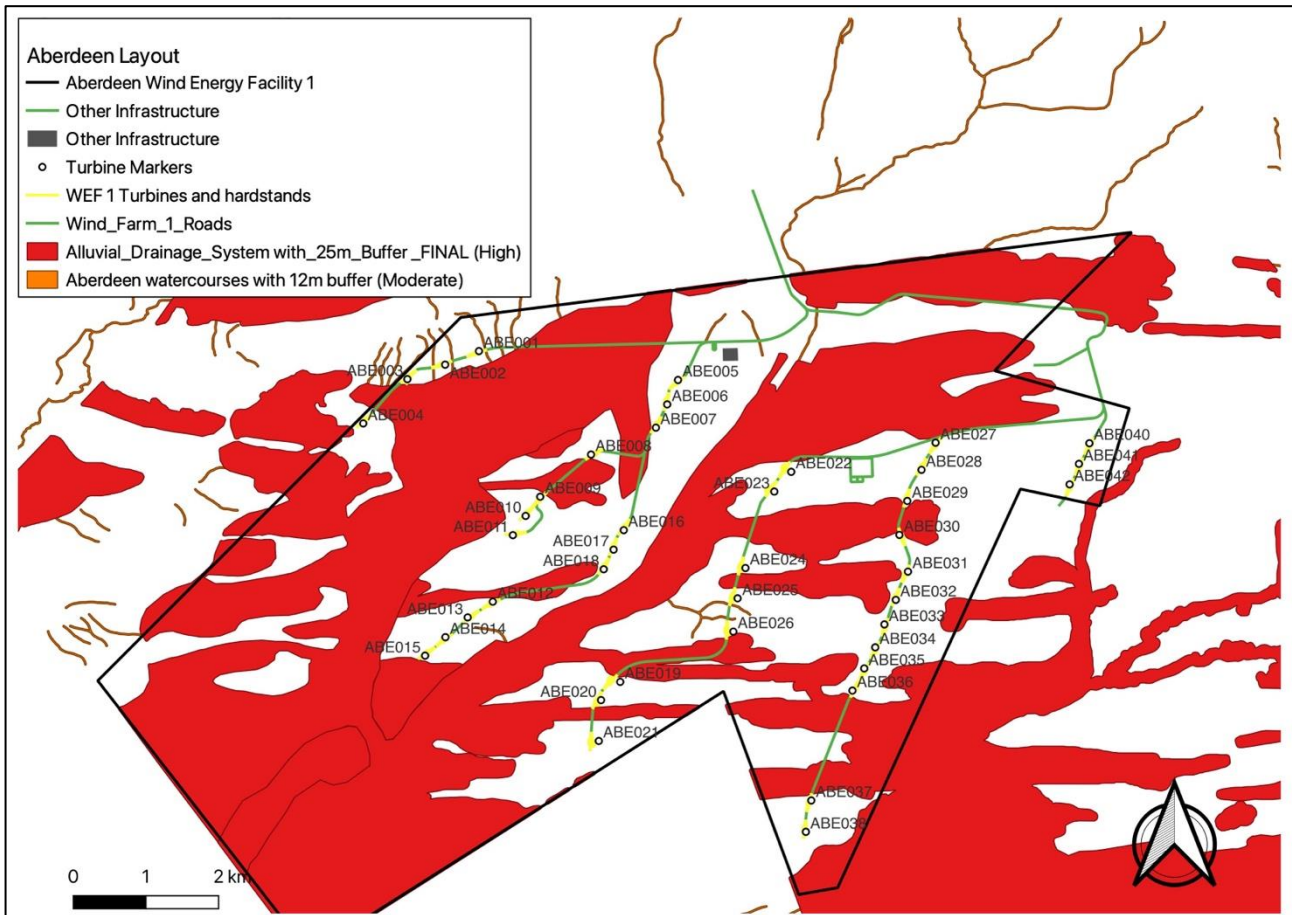 Aberdeen Layout
Aberdeen Wind Energy Facility 1
Other Infrastructure
Other Infrastructure
Turbine Markers
WEF 1 Turbines and hardstands
Wind_Farm_1_Roads
Alluvial_Drainage_System with_25m_Buffer_FINAL (High)
Aberdeen watercourses with 12m buffer (Moderate)
ABE001
ABE002
ABE003
ABE004
ABE005
ABE006
ABE007
ABE008
ABE009
ABE010
ABE011
ABE016
ABE017
ABE018
ABE012
ABE013
ABE014
ABE015
ABE022
ABE023
ABE024
ABE025
ABE026
ABE019
ABE020
ABE021
ABE027
ABE028
ABE029
ABE030
ABE031
ABE032
ABE033
ABE034
ABE035
ABE036
ABE037
ABE038
ABE040
ABE041
ABE042
0 1 2 km